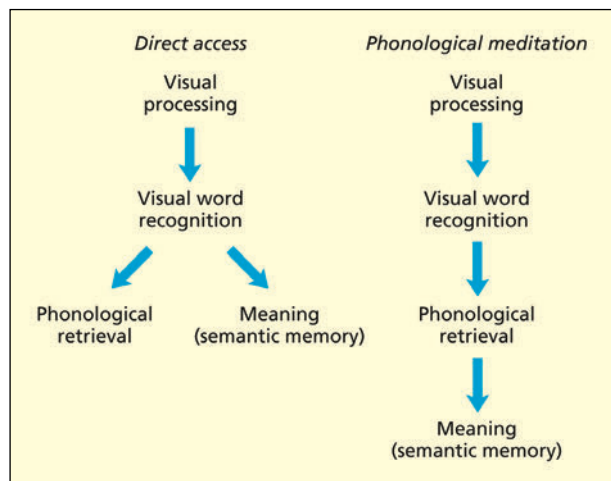 Direct access
Visual
processing
Visual word
recognition
Phonological
retrieval
Meaning
(semantic memory)
Phonological meditation
Visual
processing
Visual word
recognition
Phonological
retrieval
Meaning
(semantic memory)